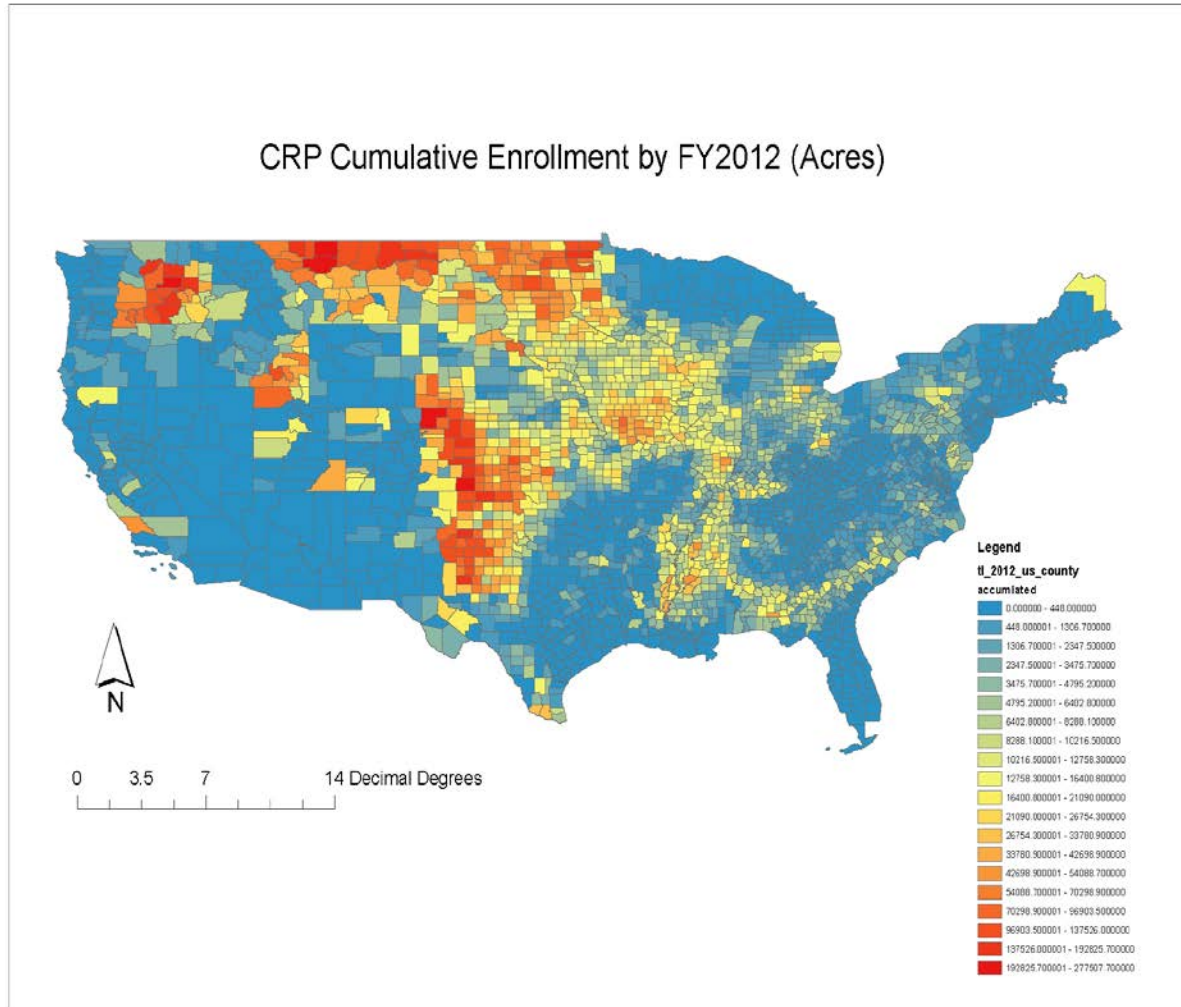 CRP Cumulative Enrollment by FY2012 (Acres)
N
0 3.5 7 14 Decimal Degrees
Legend
tl_2012_us_county
accumlated
0.000000 - 448.000000
448.000001 - 1306.700000
1306.700001 - 2347.500000
2347.500001 - 3475.700000
3475.700001 - 4795.200000
4795.200001 - 6402.800000
6402.800001 - 8288.100000
8288.100001 - 10216.500000
10216.500001 - 12758.300000
12758.300001 - 16400.800000
16400.800001 - 21090.000000
21090.000001 - 26754.300000
26754.300001 - 33780.900000
33780.900001 - 42698.900000
42698.900001 - 54088.700000
54088.700001 - 70298.900000
70298.900001 - 96903.500000
96903.500001 - 137526.000000
137526.000001 - 192825.700000
192825.700001 - 277507.700000